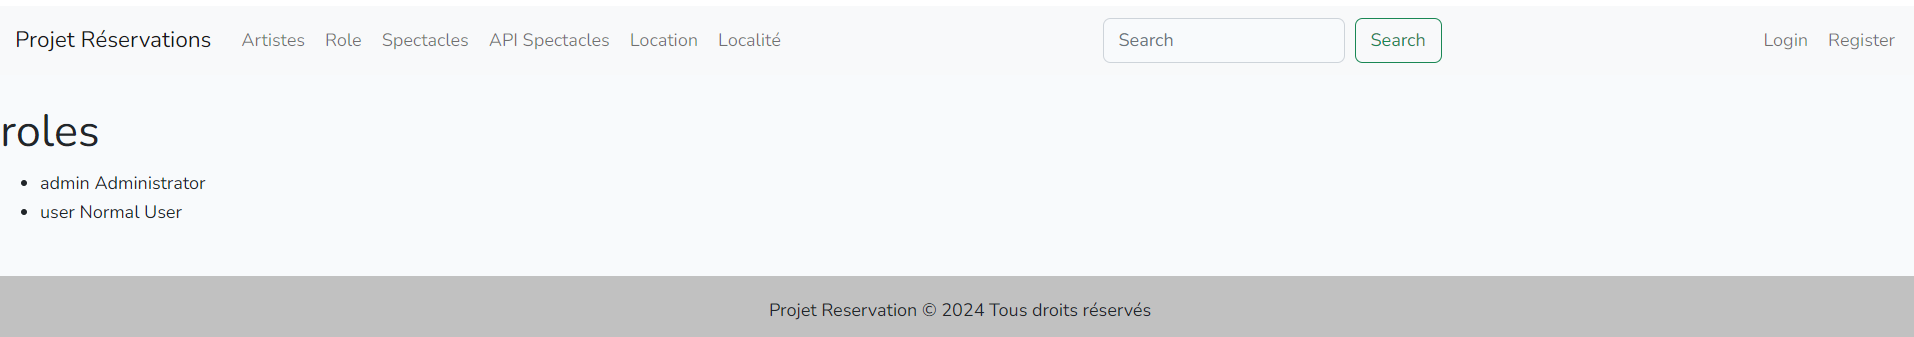 Projet Réservations Artistes Role Spectacles API Spectacles Location Localité Search Search Login Register
roles
admin Administrator
user Normal User
Projet Reservation © 2024 Tous droits réservés